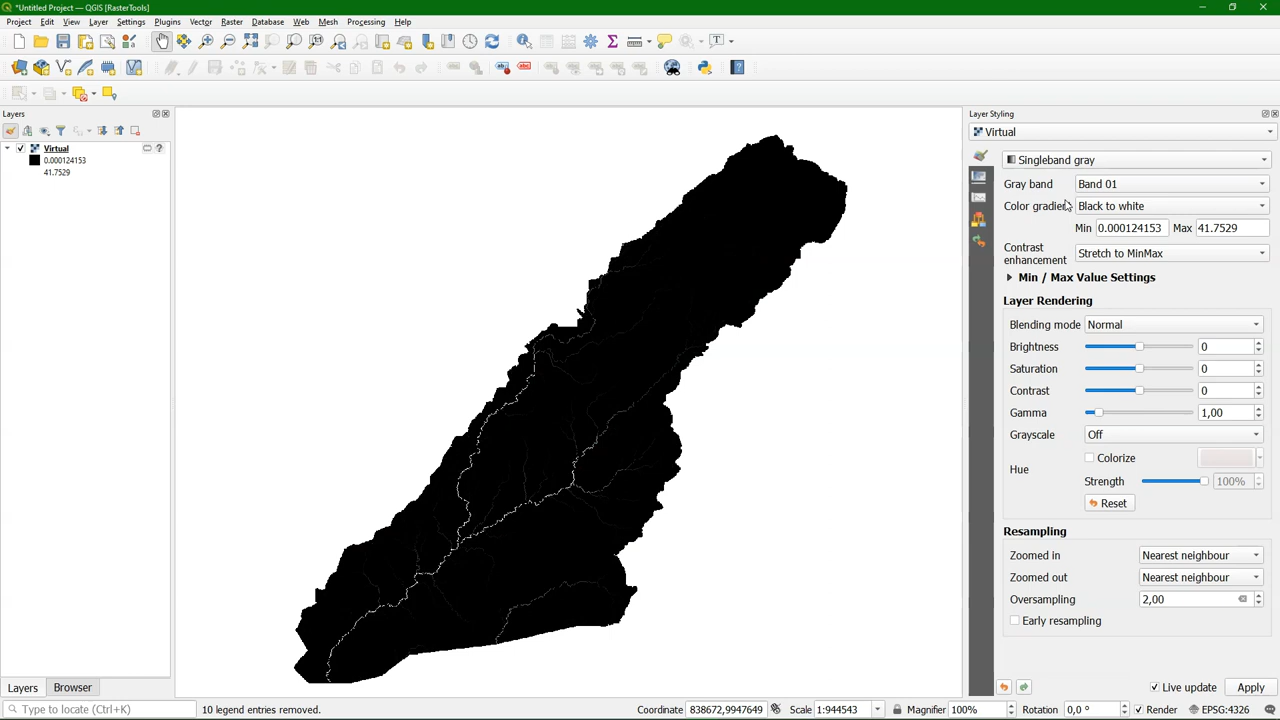 *Untitled Project — QGIS [RasterTools]
Project Edit View Layer Settings Plugins Vector Raster Database Web Mesh Processing Help
Layers
Virtual
0.000124153
41.7529
Layers Browser
Layer Styling
Virtual
Singleband gray
Gray band Band 01
Color gradient Black to white
Min 0.000124153 Max 41.7529
Contrast
enhancement Stretch to MinMax
Min / Max Value Settings
Layer Rendering
Blending mode Normal
Brightness 0
Saturation 0
Contrast 0
Gamma 1,00
Grayscale Off
Hue Colorize
Strength 100%
Reset
Resampling
Zoomed in Nearest neighbour
Zoomed out Nearest neighbour
Oversampling 2,00
Early resampling
Live update Apply
Type to locate (Ctrl+K) 10 legend entries removed. Coordinate 838672,9947649 Scale 1:944543 Magnifier 100% Rotation 0,0 ° Render EPSG:4326